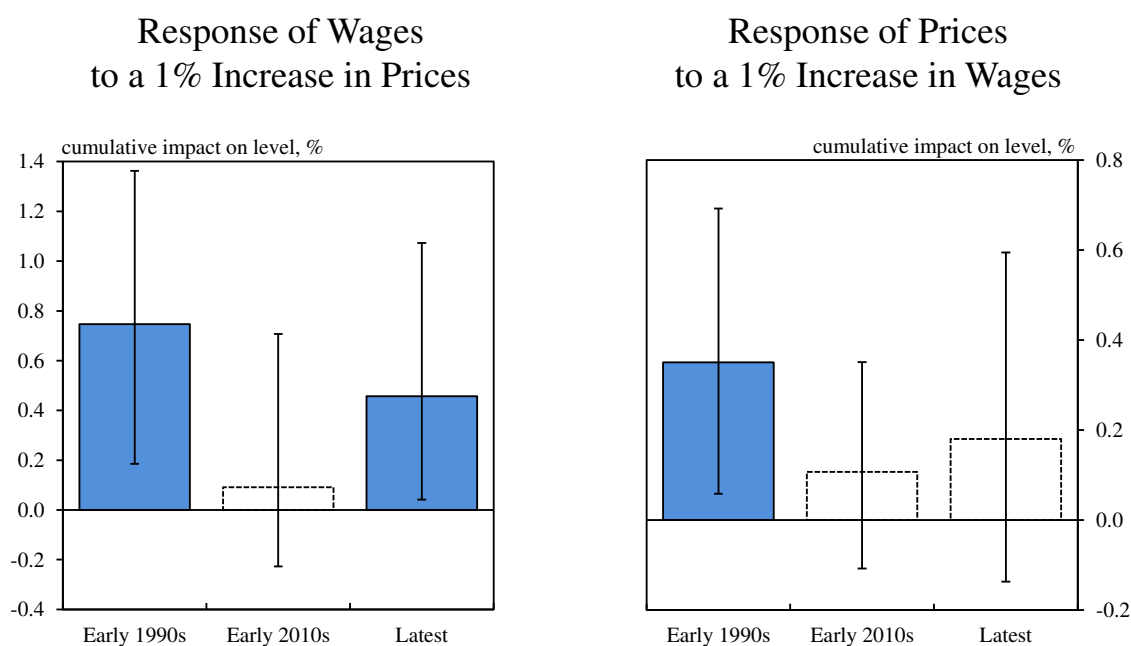 Response of Wages
to a 1% Increase in Prices
cumulative impact on level, %
1.4
1.2
1.0
0.8
0.6
0.4
0.2
0.0
-0.2
-0.4
Early 1990s Early 2010s Latest
Response of Prices
to a 1% Increase in Wages
cumulative impact on level, %
0.8
0.6
0.4
0.2
0.0
-0.2
Early 1990s Early 2010s Latest